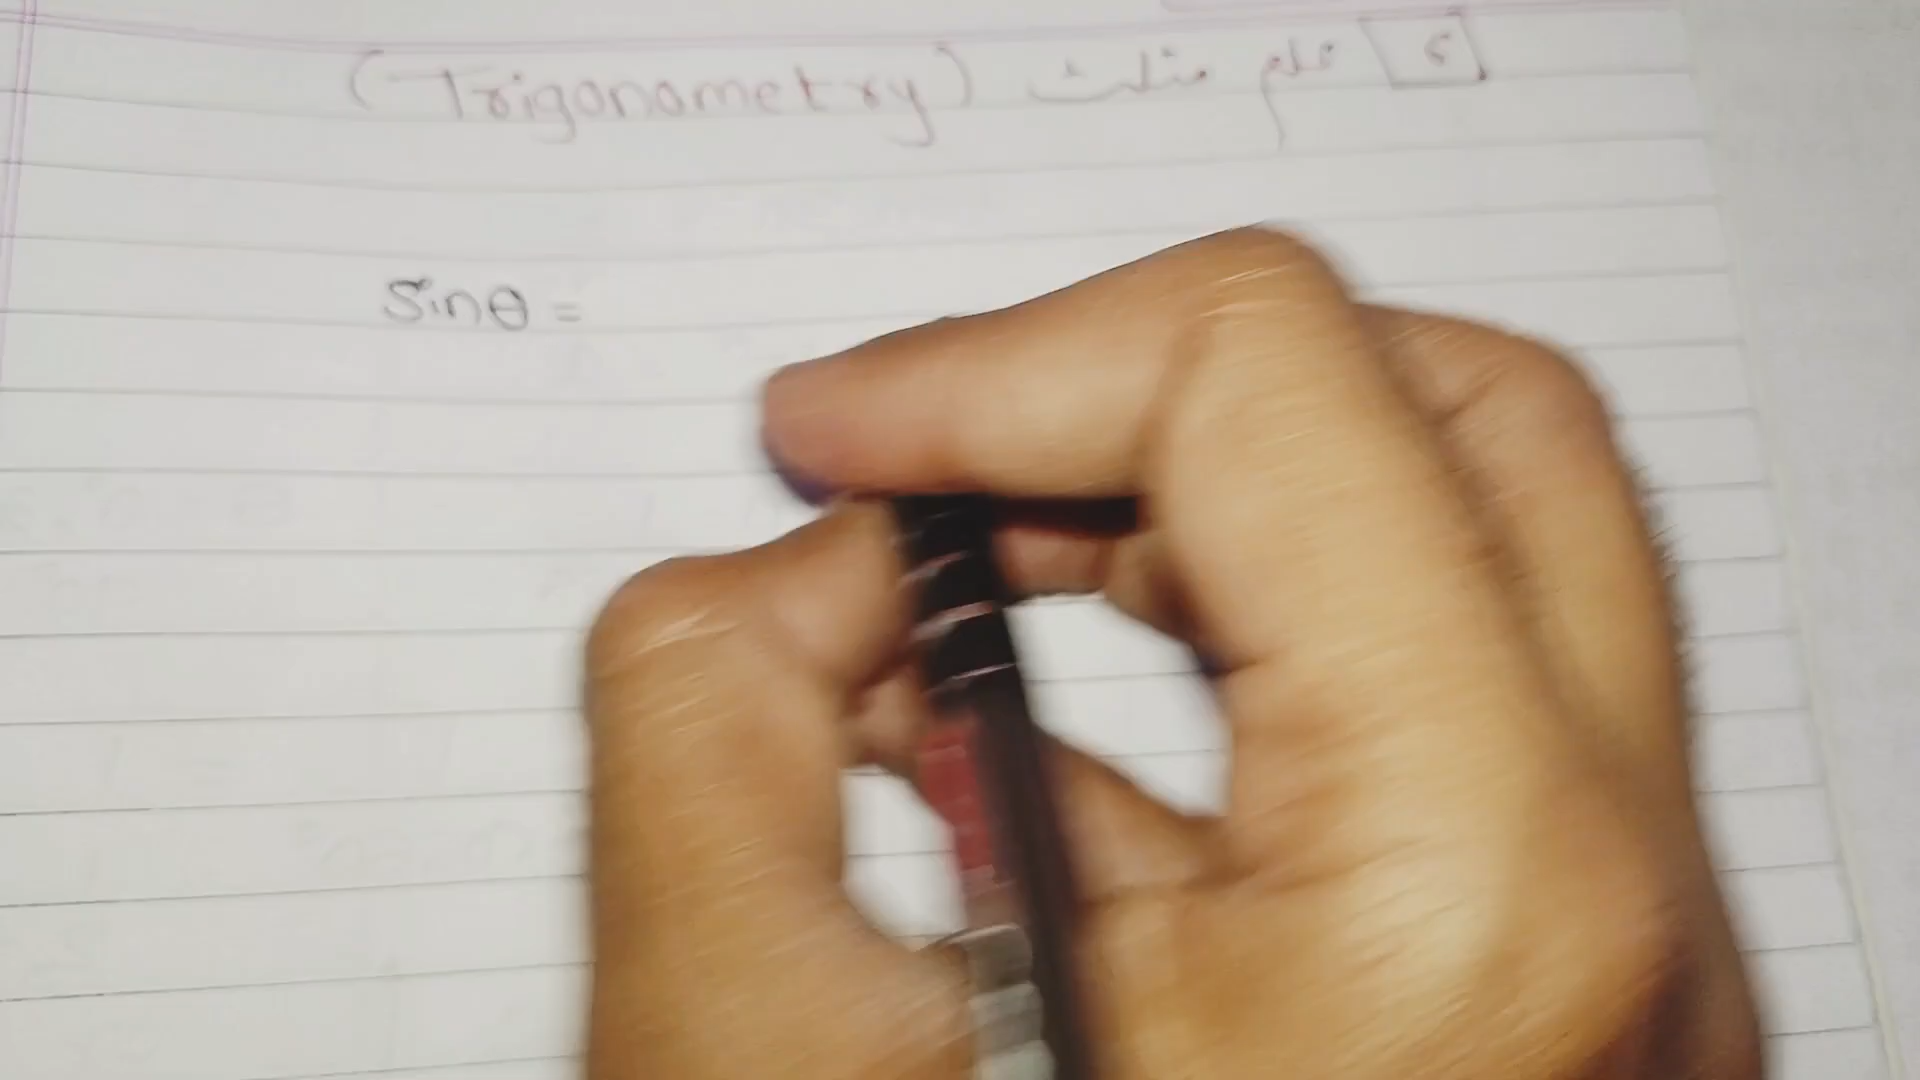 علم مثلث (Trigonometry)
Sinθ =